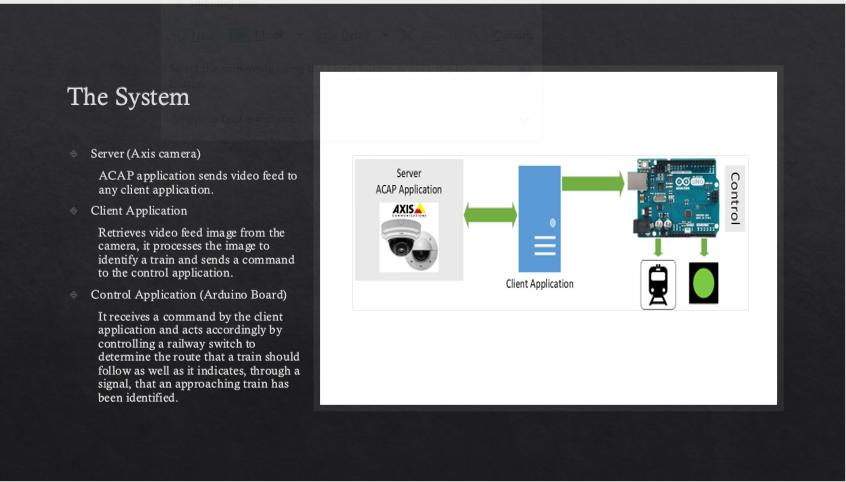 The System
Server (Axis camera)
ACAP application sends video feed to
any client application.
Client Application
Retrieves video feed image from the
camera, it processes the image to
identify a train and sends a command
to the control application.
Control Application (Arduino Board)
It receives a command by the client
application and acts accordingly by
controlling a railway switch to
determine the route that a train should
follow as well as it indicates, through a
signal, that an approaching train has
been identified.
Server
ACAP Application
AXIS
COMMUNICATIONS
Client Application
Control